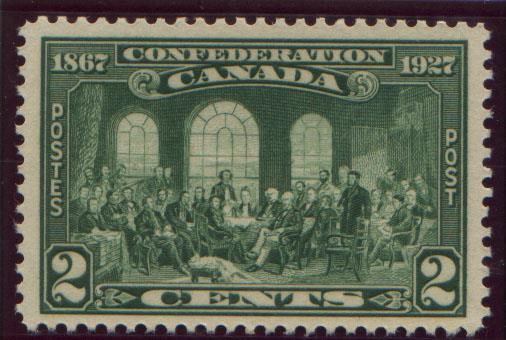 1867 CONFEDERATION 1927
CANADA
POSTES
POST
2 CENTS 2